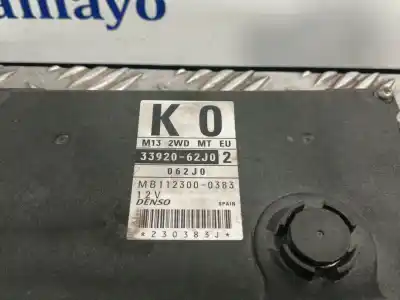 amayo
K 0
M13 2WD MT EU
33920-62J0 2
062J0
MB112300-0383
12V
DENSO SPAIN
*230383J*